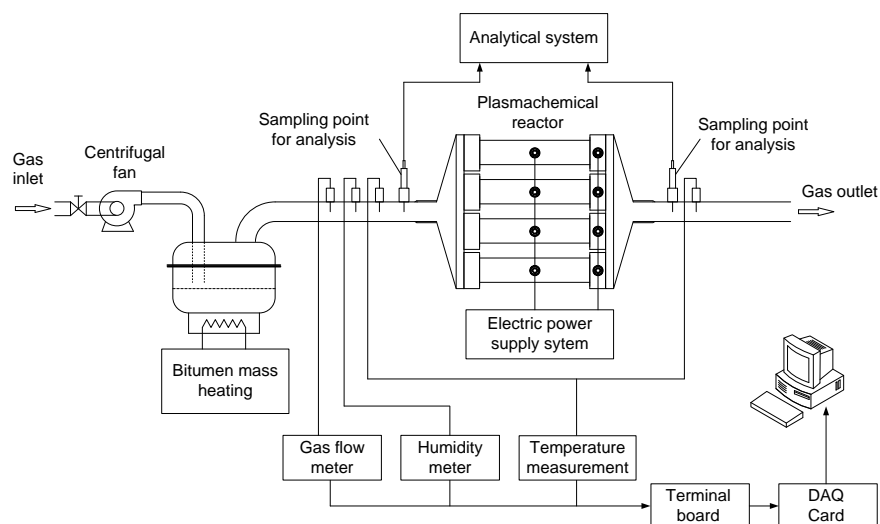 Analytical system
Plasmachemical
reactor
Sampling point
for analysis
Sampling point
for analysis
Gas
inlet
Centrifugal
fan
Gas outlet
Electric power
supply sytem
Bitumen mass
heating
Gas flow
meter
Humidity
meter
Temperature
measurement
Terminal
board
DAQ
Card